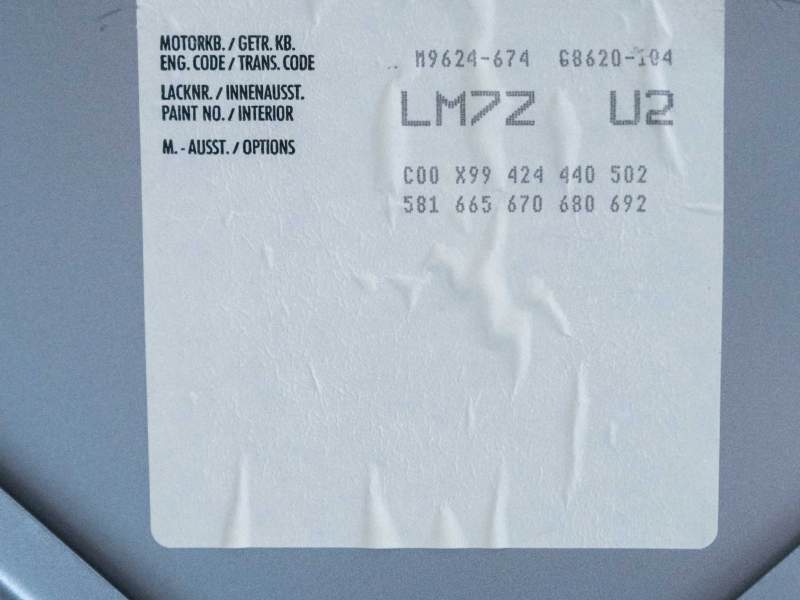 MOTORKB. / GETR. KB.
ENG. CODE / TRANS. CODE M9624-674 G8620-104
LACKNR. / INNENAUSST.
PAINT NO. / INTERIOR LM7Z U2
M. - AUSST. / OPTIONS
C00 X99 424 440 502
581 665 670 680 692